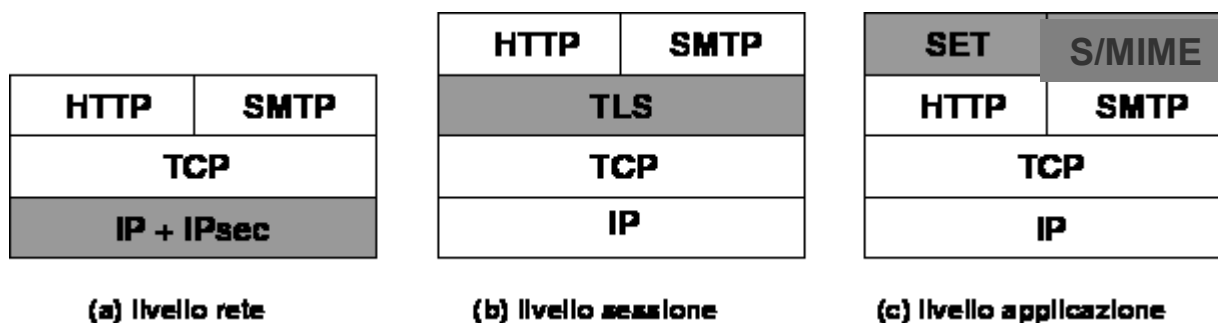 HTTP SMTP
TCP
IP + IPsec
(a) livello rete
HTTP SMTP
TLS
TCP
IP
(b) livello sessione
SET S/MIME
HTTP SMTP
TCP
IP
(c) livello applicazione